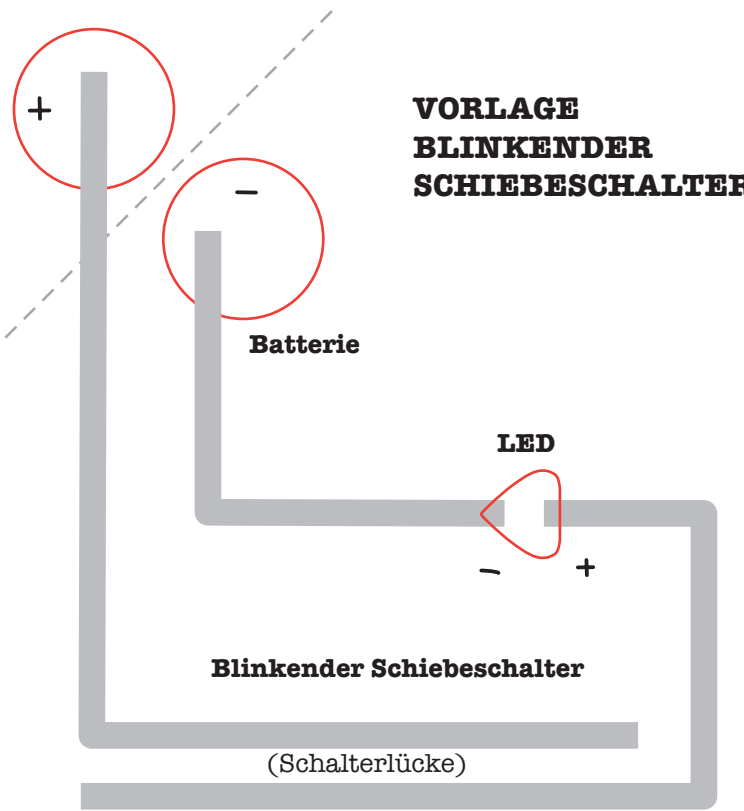 +
VORLAGE
BLINKENDER
SCHIEBESCHALTER
−
Batterie
LED
− +
Blinkender Schiebeschalter
(Schalterlücke)